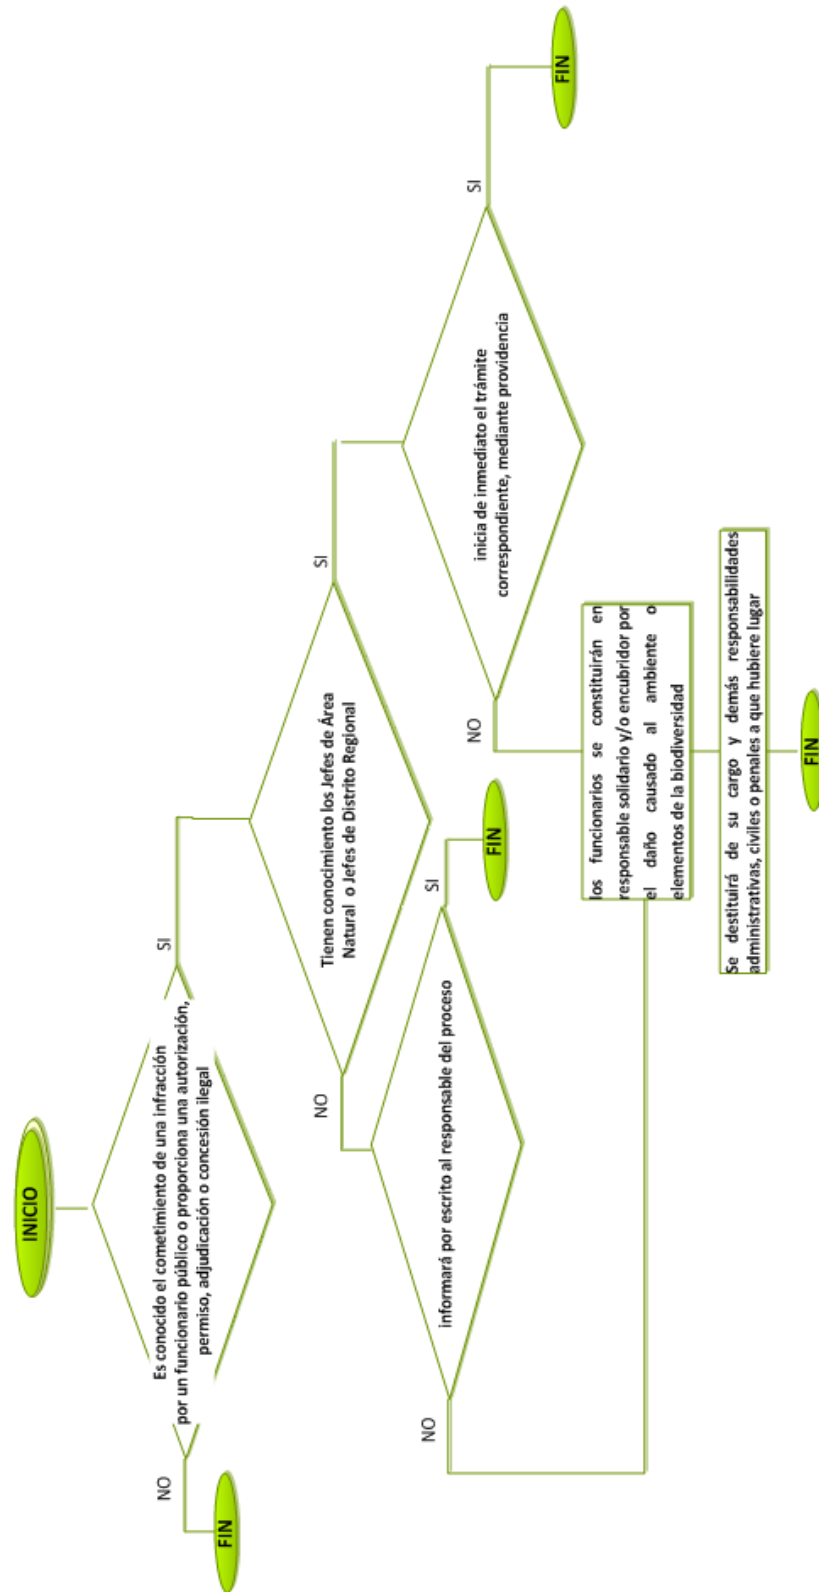 INICIO
Es conocido el cometimiento de una infracción
por un funcionario público o proporciona una autorización,
permiso, adjudicación o concesión ilegal
NO
SI
FIN
Tienen conocimiento los Jefes de Área
Natural o Jefes de Distrito Regional
NO
SI
informará por escrito al responsable del proceso
NO
SI
FIN
inicia de inmediato el trámite
correspondiente, mediante providencia
NO
SI
FIN
los funcionarios se constituirán en
responsable solidario y/o encubridor por
el daño causado al ambiente o
elementos de la biodiversidad
Se destituirá de su cargo y demás responsabilidades
administrativas, civiles o penales a que hubiere lugar
FIN